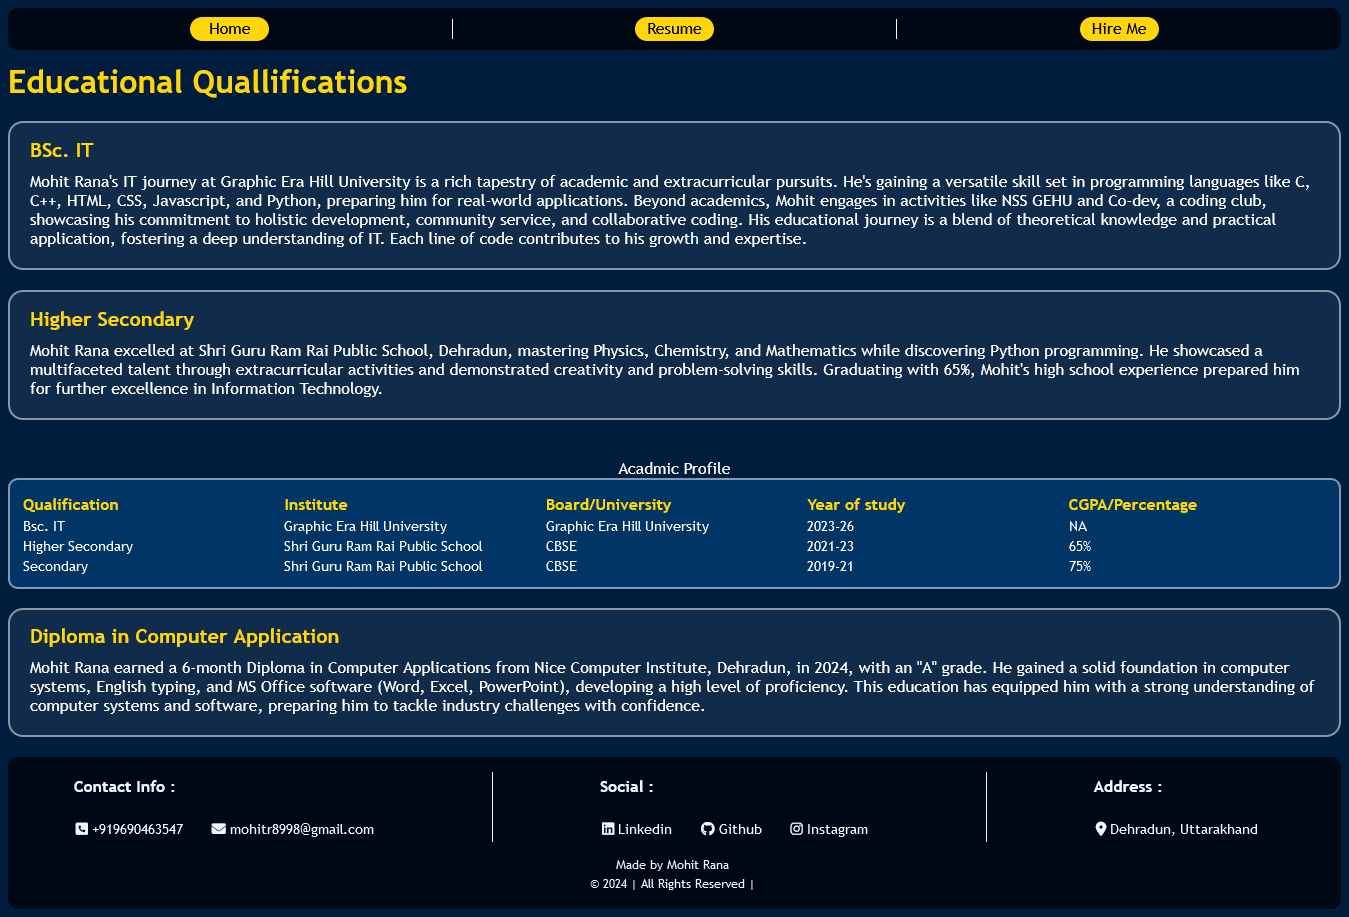 Home
Resume
Hire Me
Educational Quallifications
BSc. IT
Mohit Rana's IT journey at Graphic Era Hill University is a rich tapestry of academic and extracurricular pursuits. He's gaining a versatile skill set in programming languages like C,
C++, HTML, CSS, Javascript, and Python, preparing him for real-world applications. Beyond academics, Mohit engages in activities like NSS GEHU and Co-dev, a coding club,
showcasing his commitment to holistic development, community service, and collaborative coding. His educational journey is a blend of theoretical knowledge and practical
application, fostering a deep understanding of IT. Each line of code contributes to his growth and expertise.
Higher Secondary
Mohit Rana excelled at Shri Guru Ram Rai Public School, Dehradun, mastering Physics, Chemistry, and Mathematics while discovering Python programming. He showcased a
multifaceted talent through extracurricular activities and demonstrated creativity and problem-solving skills. Graduating with 65%, Mohit's high school experience prepared him
for further excellence in Information Technology.
Acadmic Profile
Qualification Institute Board/University Year of study CGPA/Percentage
Bsc. IT Graphic Era Hill University Graphic Era Hill University 2023-26 NA
Higher Secondary Shri Guru Ram Rai Public School CBSE 2021-23 65%
Secondary Shri Guru Ram Rai Public School CBSE 2019-21 75%
Diploma in Computer Application
Mohit Rana earned a 6-month Diploma in Computer Applications from Nice Computer Institute, Dehradun, in 2024, with an "A" grade. He gained a solid foundation in computer
systems, English typing, and MS Office software (Word, Excel, PowerPoint), developing a high level of proficiency. This education has equipped him with a strong understanding of
computer systems and software, preparing him to tackle industry challenges with confidence.
Contact Info :
+919690463547 mohitr8998@gmail.com
Social :
Linkedin Github Instagram
Address :
Dehradun, Uttarakhand
Made by Mohit Rana
© 2024 | All Rights Reserved |